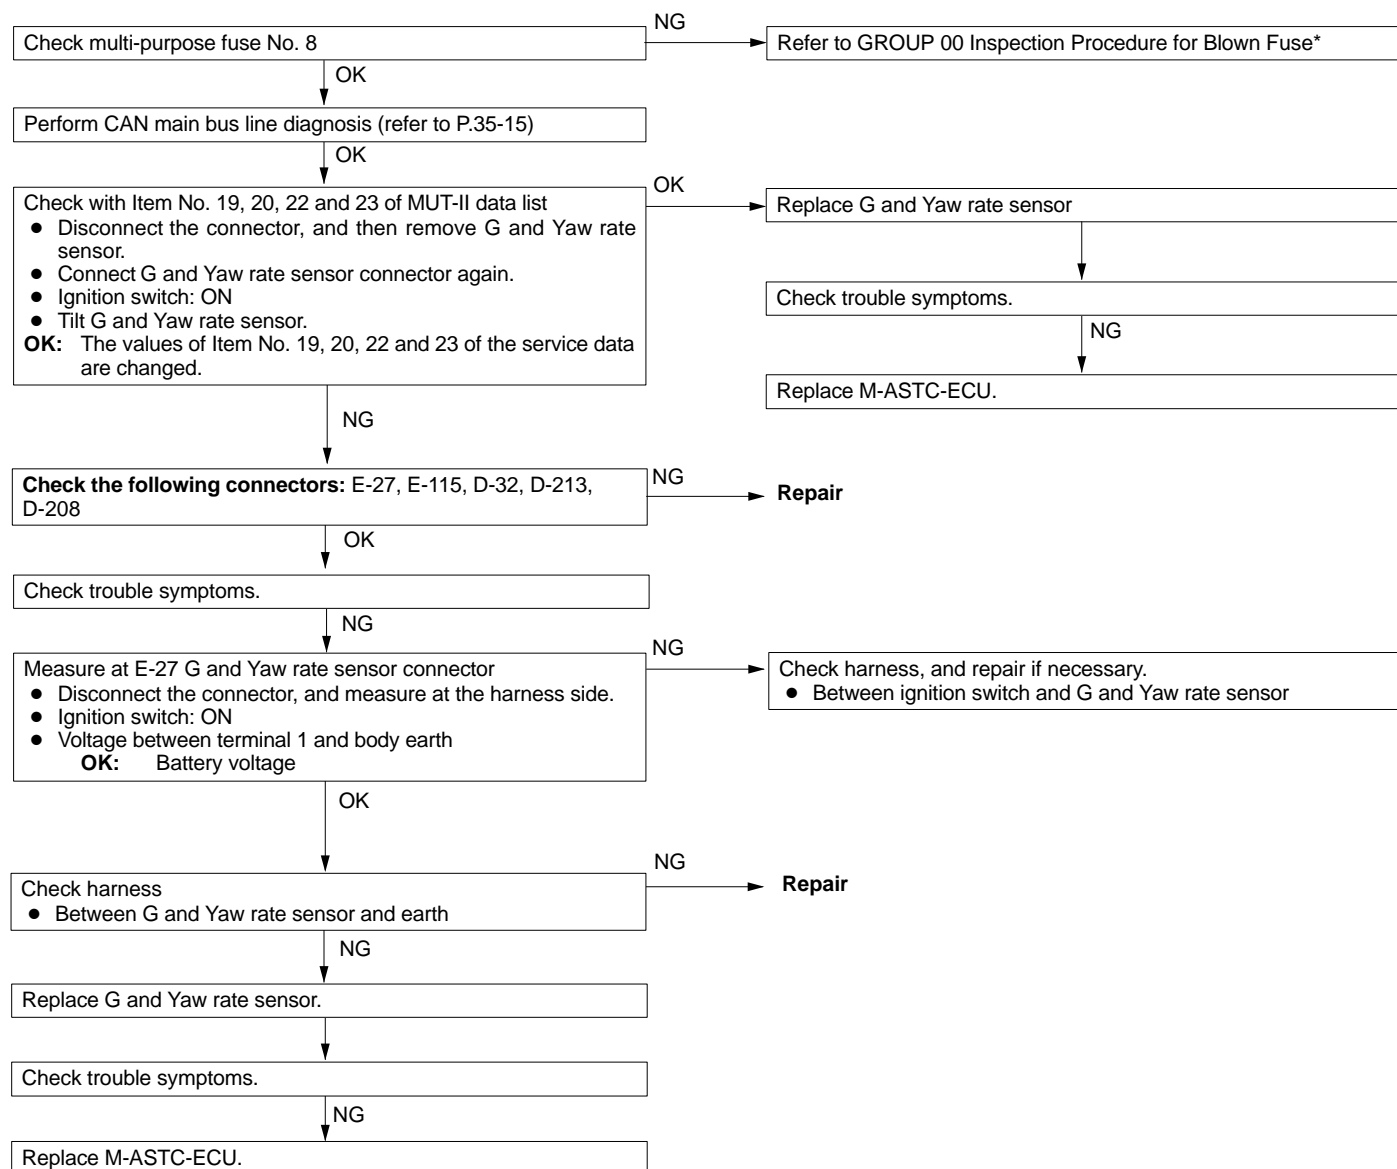 NG
Check multi-purpose fuse No. 8
Refer to GROUP 00 Inspection Procedure for Blown Fuse*
OK
Perform CAN main bus line diagnosis (refer to P.35-15)
OK
Check with Item No. 19, 20, 22 and 23 of MUT-II data list
● Disconnect the connector, and then remove G and Yaw rate
sensor.
● Connect G and Yaw rate sensor connector again.
● Ignition switch: ON
● Tilt G and Yaw rate sensor.
OK: The values of Item No. 19, 20, 22 and 23 of the service data
are changed.
OK
Replace G and Yaw rate sensor
Check trouble symptoms.
NG
Replace M-ASTC-ECU.
NG
Check the following connectors: E-27, E-115, D-32, D-213,
D-208
NG
Repair
OK
Check trouble symptoms.
NG
Measure at E-27 G and Yaw rate sensor connector
● Disconnect the connector, and measure at the harness side.
● Ignition switch: ON
● Voltage between terminal 1 and body earth
OK: Battery voltage
NG
Check harness, and repair if necessary.
● Between ignition switch and G and Yaw rate sensor
OK
Check harness
● Between G and Yaw rate sensor and earth
NG
Repair
NG
Replace G and Yaw rate sensor.
Check trouble symptoms.
NG
Replace M-ASTC-ECU.